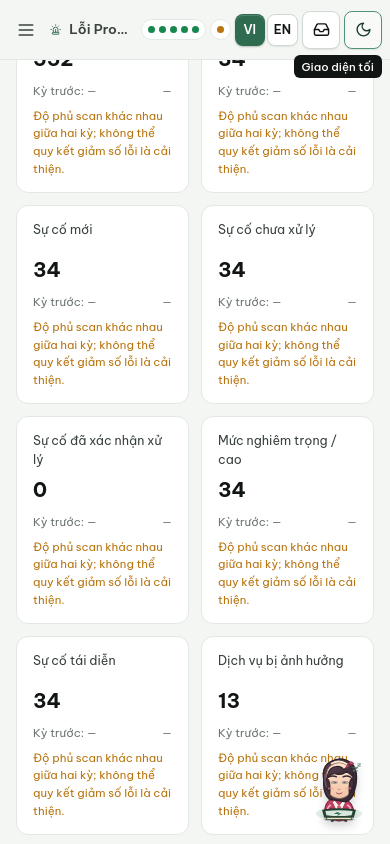 Lỗi Pro...
VI
EN
Giao diện tối
Kỳ trước: —
—
Độ phủ scan khác nhau
giữa hai kỳ; không thể
quy kết giảm số lỗi là cải
thiện.
34
Kỳ trước: —
—
Độ phủ scan khác nhau
giữa hai kỳ; không thể
quy kết giảm số lỗi là cải
thiện.
Sự cố mới
34
Kỳ trước: —
—
Độ phủ scan khác nhau
giữa hai kỳ; không thể
quy kết giảm số lỗi là cải
thiện.
Sự cố chưa xử lý
34
Kỳ trước: —
—
Độ phủ scan khác nhau
giữa hai kỳ; không thể
quy kết giảm số lỗi là cải
thiện.
Sự cố đã xác nhận xử
lý
0
Kỳ trước: —
—
Độ phủ scan khác nhau
giữa hai kỳ; không thể
quy kết giảm số lỗi là cải
thiện.
Mức nghiêm trọng /
cao
34
Kỳ trước: —
—
Độ phủ scan khác nhau
giữa hai kỳ; không thể
quy kết giảm số lỗi là cải
thiện.
Sự cố tái diễn
34
Kỳ trước: —
—
Độ phủ scan khác nhau
giữa hai kỳ; không thể
quy kết giảm số lỗi là cải
thiện.
Dịch vụ bị ảnh hưởng
13
Kỳ trước: —
—
Độ phủ scan khác nhau
giữa hai kỳ; không thể
quy kết giảm số lỗi là cải
thiện.